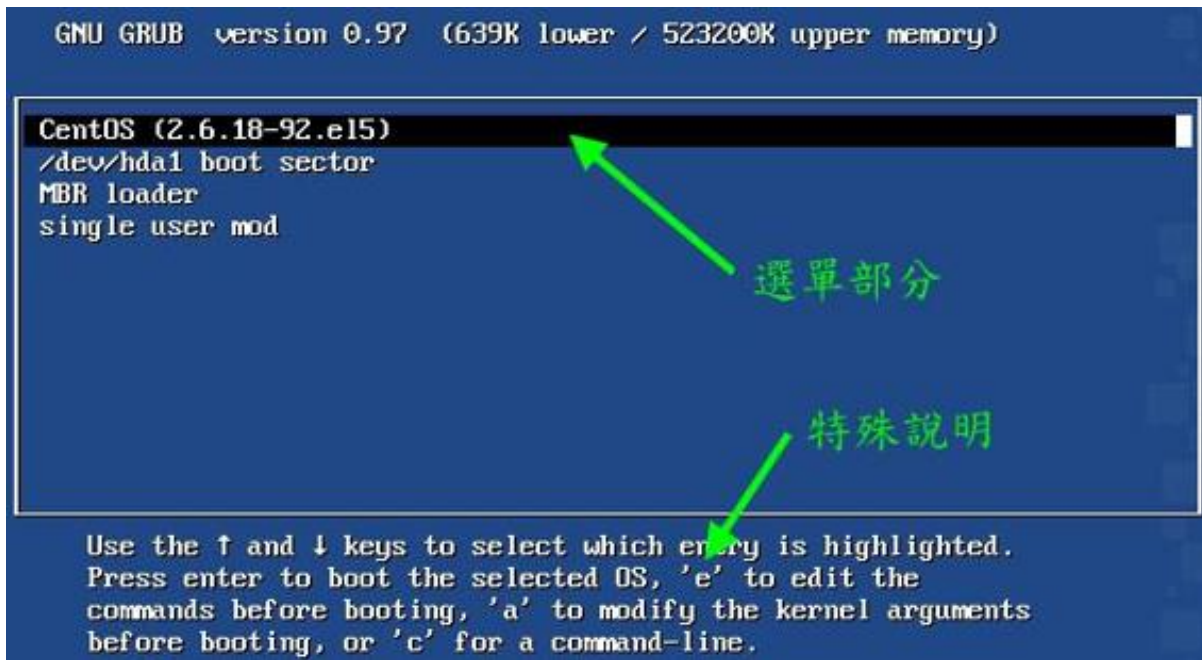 GNU GRUB version 0.97 (639K lower / 523200K upper memory)
CentOS (2.6.18-92.el5)
/dev/hda1 boot sector
MBR loader
single user mod
選單部分
特殊說明
Use the ↑ and ↓ keys to select which entry is highlighted.
Press enter to boot the selected OS, 'e' to edit the
commands before booting, 'a' to modify the kernel arguments
before booting, or 'c' for a command-line.